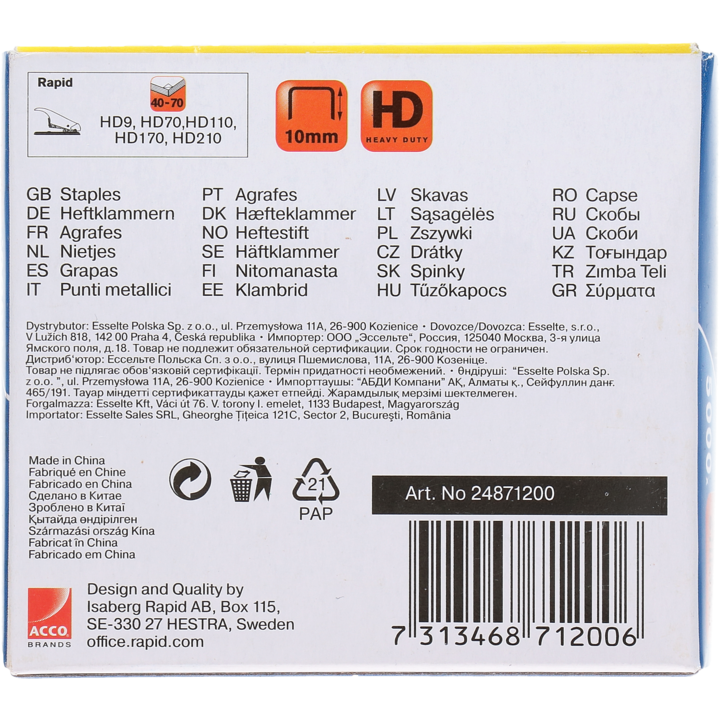 Rapid
40-70
HD9, HD70,HD110,
HD170, HD210
10mm
HD
HEAVY DUTY
GB Staples
DE Heftklammern
FR Agrafes
NL Nietjes
ES Grapas
IT Punti metallici
PT Agrafes
DK Hæfteklammer
NO Heftestift
SE Häftklammer
FI Nitomanasta
EE Klambrid
LV Skavas
LT Sąsagėlės
PL Zszywki
CZ Drátky
SK Spinky
HU Tűzőkapocs
RO Capse
RU Скобы
UA Скоби
KZ Тоғындар
TR Zımba Teli
GR Σύρματα
Dystrybutor: Esselte Polska Sp. z o.o., ul. Przemysłowa 11A, 26-900 Kozienice • Dovozce/Dovozca: Esselte, s.r.o.,
V Lužích 818, 142 00 Praha 4, Česká republika • Импортер: ООО „Эссельте“, Россия, 125040 Москва, 3-я улица
Ямского поля, д.18. Товар не подлежит обязательной сертификации. Срок годности не ограничен.
Дистриб‘ютор: Ессельте Польска Сп. з о.о., вулиця Пшемислова, 11А, 26-900 Козеніце.
Товар не підлягає обов‘язковій сертифікації. Термін придатності необмежений. • өндіруші: “Esselte Polska Sp.
z o.o.”, ul. Przemysłowa 11A, 26-900 Kozienice • Импорттаушы: “АБДИ Компани” АҚ, Алматы қ., Сейфуллин даңғ.
465/191. Тауар міндетті сертификаттауды қажет етпейді. Жарамдылық мерзімі шектелмеген.
Forgalmazza: Esselte Kft, Váci út 76. V. torony I. emelet, 1133 Budapest, Magyarország
Importator: Esselte Sales SRL, Gheorghe Țițeica 121C, Sector 2, București, România
Made in China
Fabriqué en Chine
Fabricado en China
Сделано в Китае
Зроблено в Китаї
Қытайда өндірілген
Származási ország Kína
Fabricat în China
Fabricado em China
21
PAP
Art. No 24871200
ACCO
BRANDS
Design and Quality by
Isaberg Rapid AB, Box 115,
SE-330 27 HESTRA, Sweden
office.rapid.com
7 313468 712006